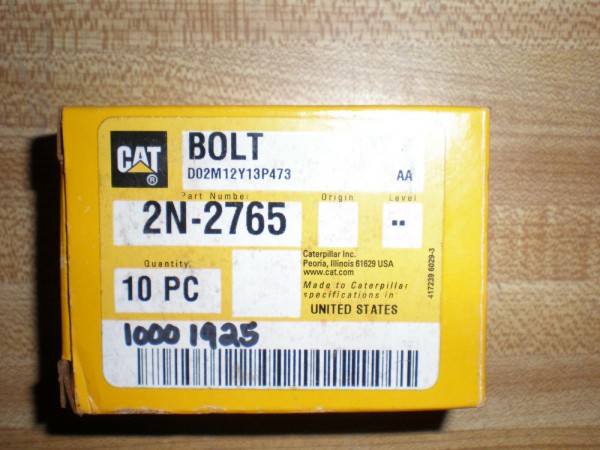 CAT
®
BOLT
D02M12Y13P473 AA
Part Number Origin Level
2N-2765 --
Quantity
10 PC
Caterpillar Inc.
Peoria, Illinois 61629 USA
www.cat.com
Made to Caterpillar
specifications in
UNITED STATES
417239 6029-3
10001925